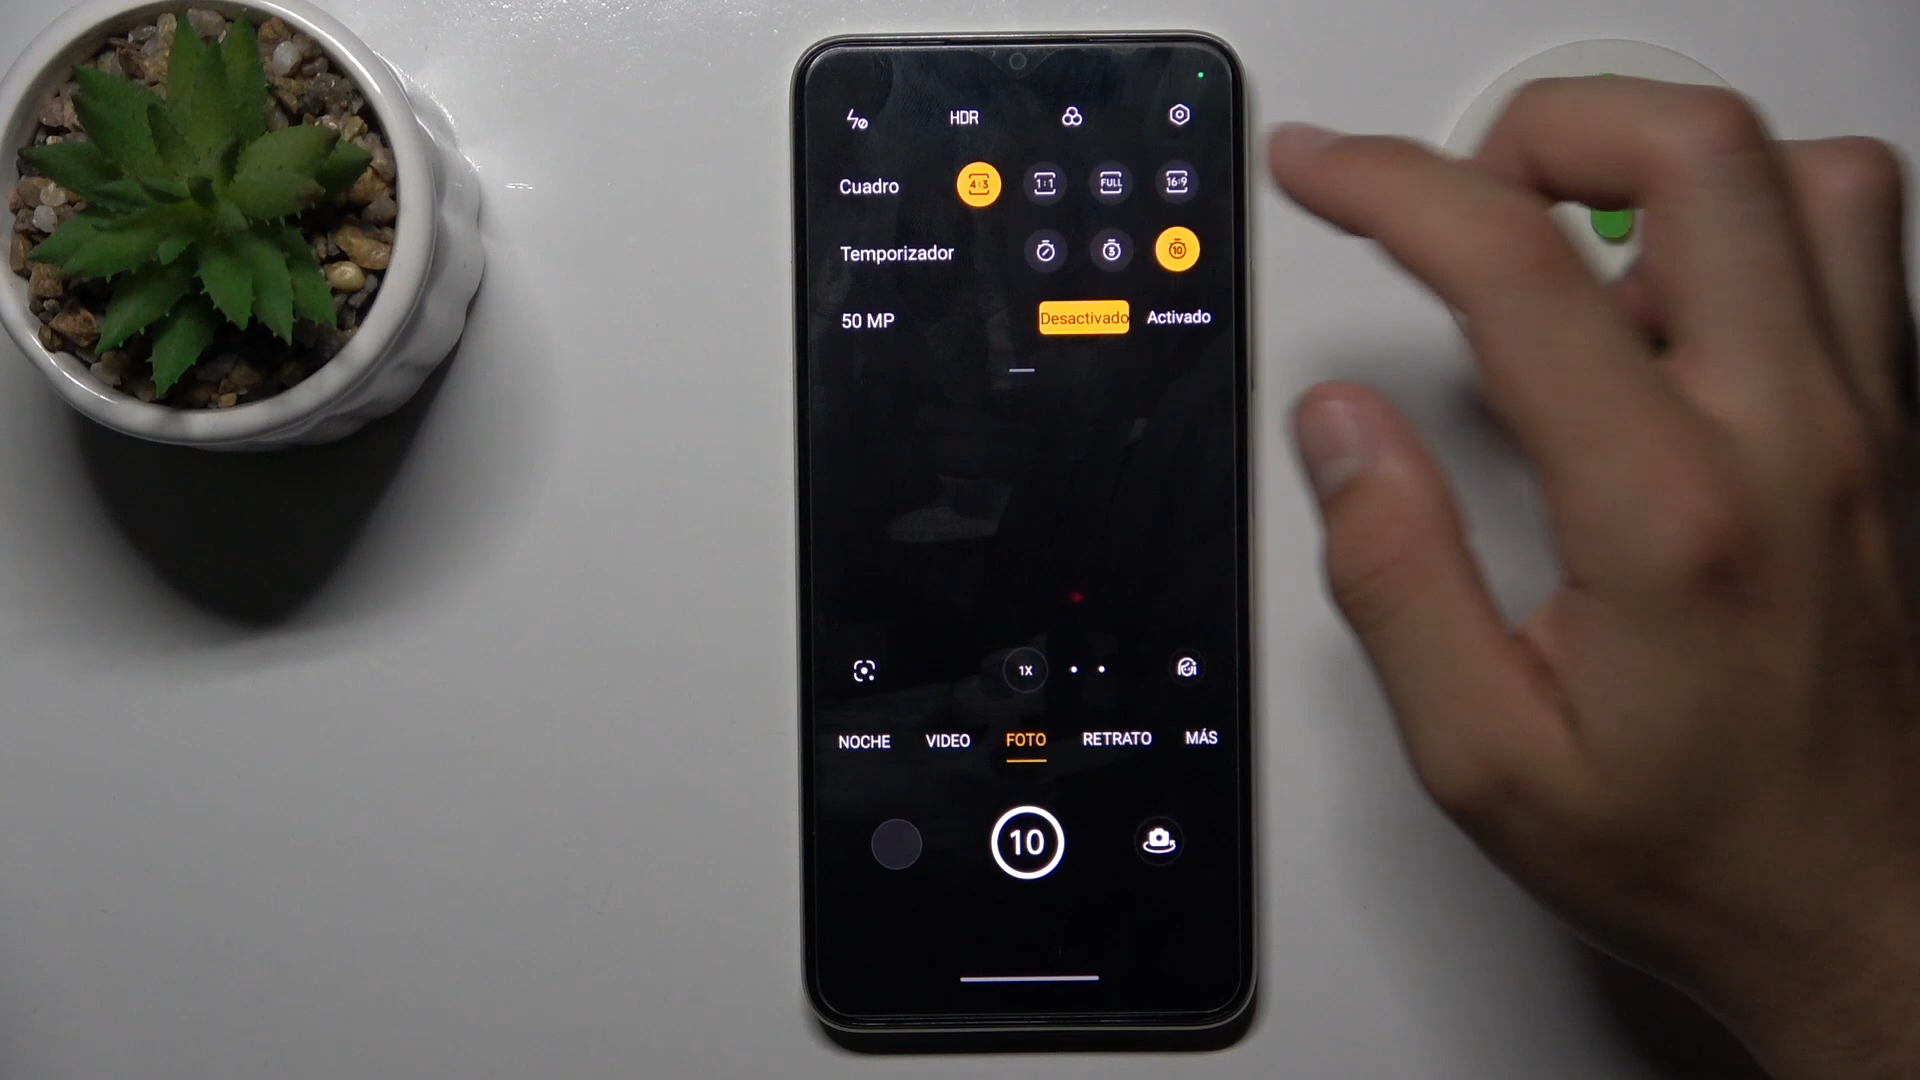 HDR
Cuadro 4:3 1:1 FULL 16:9
Temporizador 3 10
50 MP Desactivado Activado
1X
NOCHE VIDEO FOTO RETRATO MÁS
10